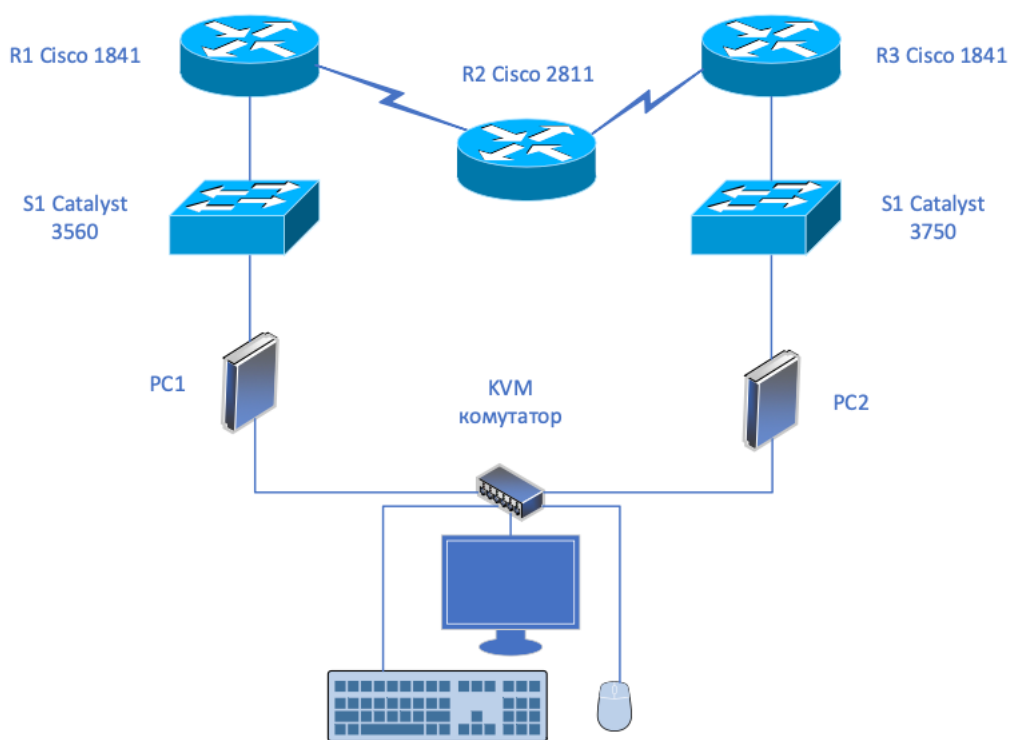 R1 Cisco 1841
R2 Cisco 2811
R3 Cisco 1841
S1 Catalyst
3560
S1 Catalyst
3750
PC1
KVM
комутатор
PC2